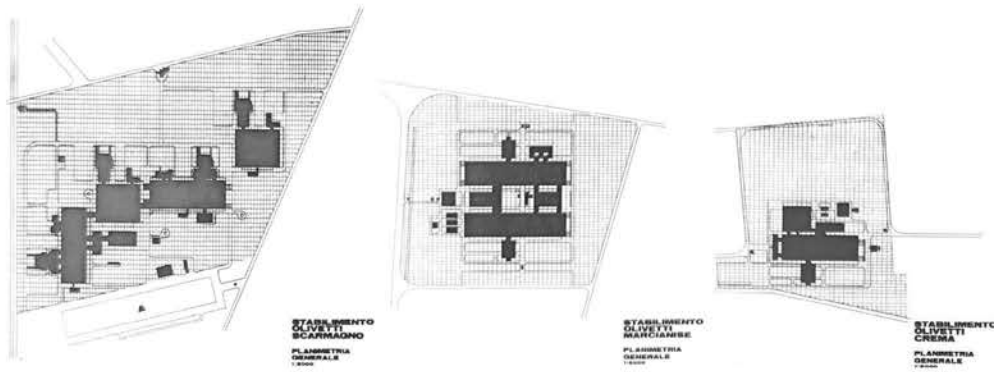 STABILIMENTO
OLIVETTI
SCARMAGNO
PLANIMETRIA
GENERALE
STABILIMENTO
OLIVETTI
MARCIANISE
PLANIMETRIA
GENERALE
STABILIMENTO
OLIVETTI
CREMA
PLANIMETRIA
GENERALE